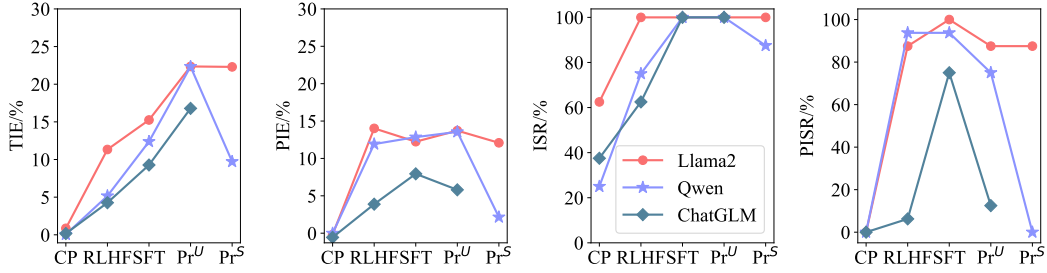 TIE/%
30
25
20
15
10
5
0
CP RLHF SFT Pr^U Pr^S
PIE/%
30
25
20
15
10
5
0
CP RLHF SFT Pr^U Pr^S
ISR/%
100
80
60
40
20
0
Llama2
Qwen
ChatGLM
CP RLHF SFT Pr^U Pr^S
PISR/%
100
80
60
40
20
0
CP RLHF SFT Pr^U Pr^S